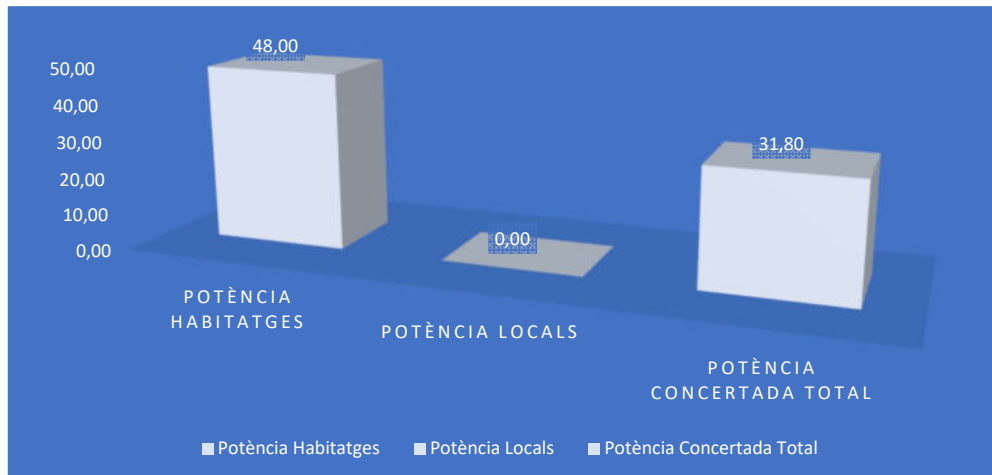 48,00
50,00
40,00
30,00
20,00
10,00
0,00
0,00
31,80
POTÈNCIA
HABITATGES
POTÈNCIA LOCALS
POTÈNCIA
CONCERTADA TOTAL
Potència Habitatges Potència Locals Potència Concertada Total